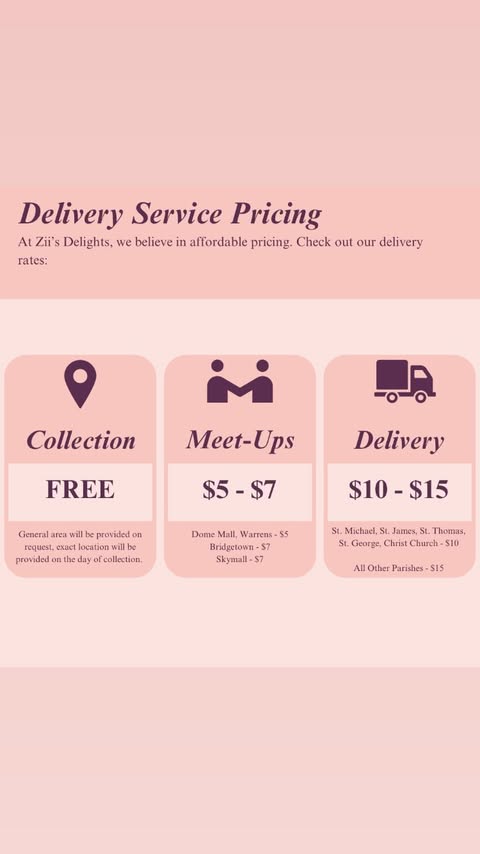 Delivery Service Pricing
At Zii's Delights, we believe in affordable pricing. Check out our delivery
rates:
Collection
FREE
General area will be provided on
request, exact location will be
provided on the day of collection.
Meet-Ups
$5 - $7
Dome Mall, Warrens - $5
Bridgetown - $7
Skymall - $7
Delivery
$10 - $15
St. Michael, St. James, St. Thomas,
St. George, Christ Church - $10
All Other Parishes - $15